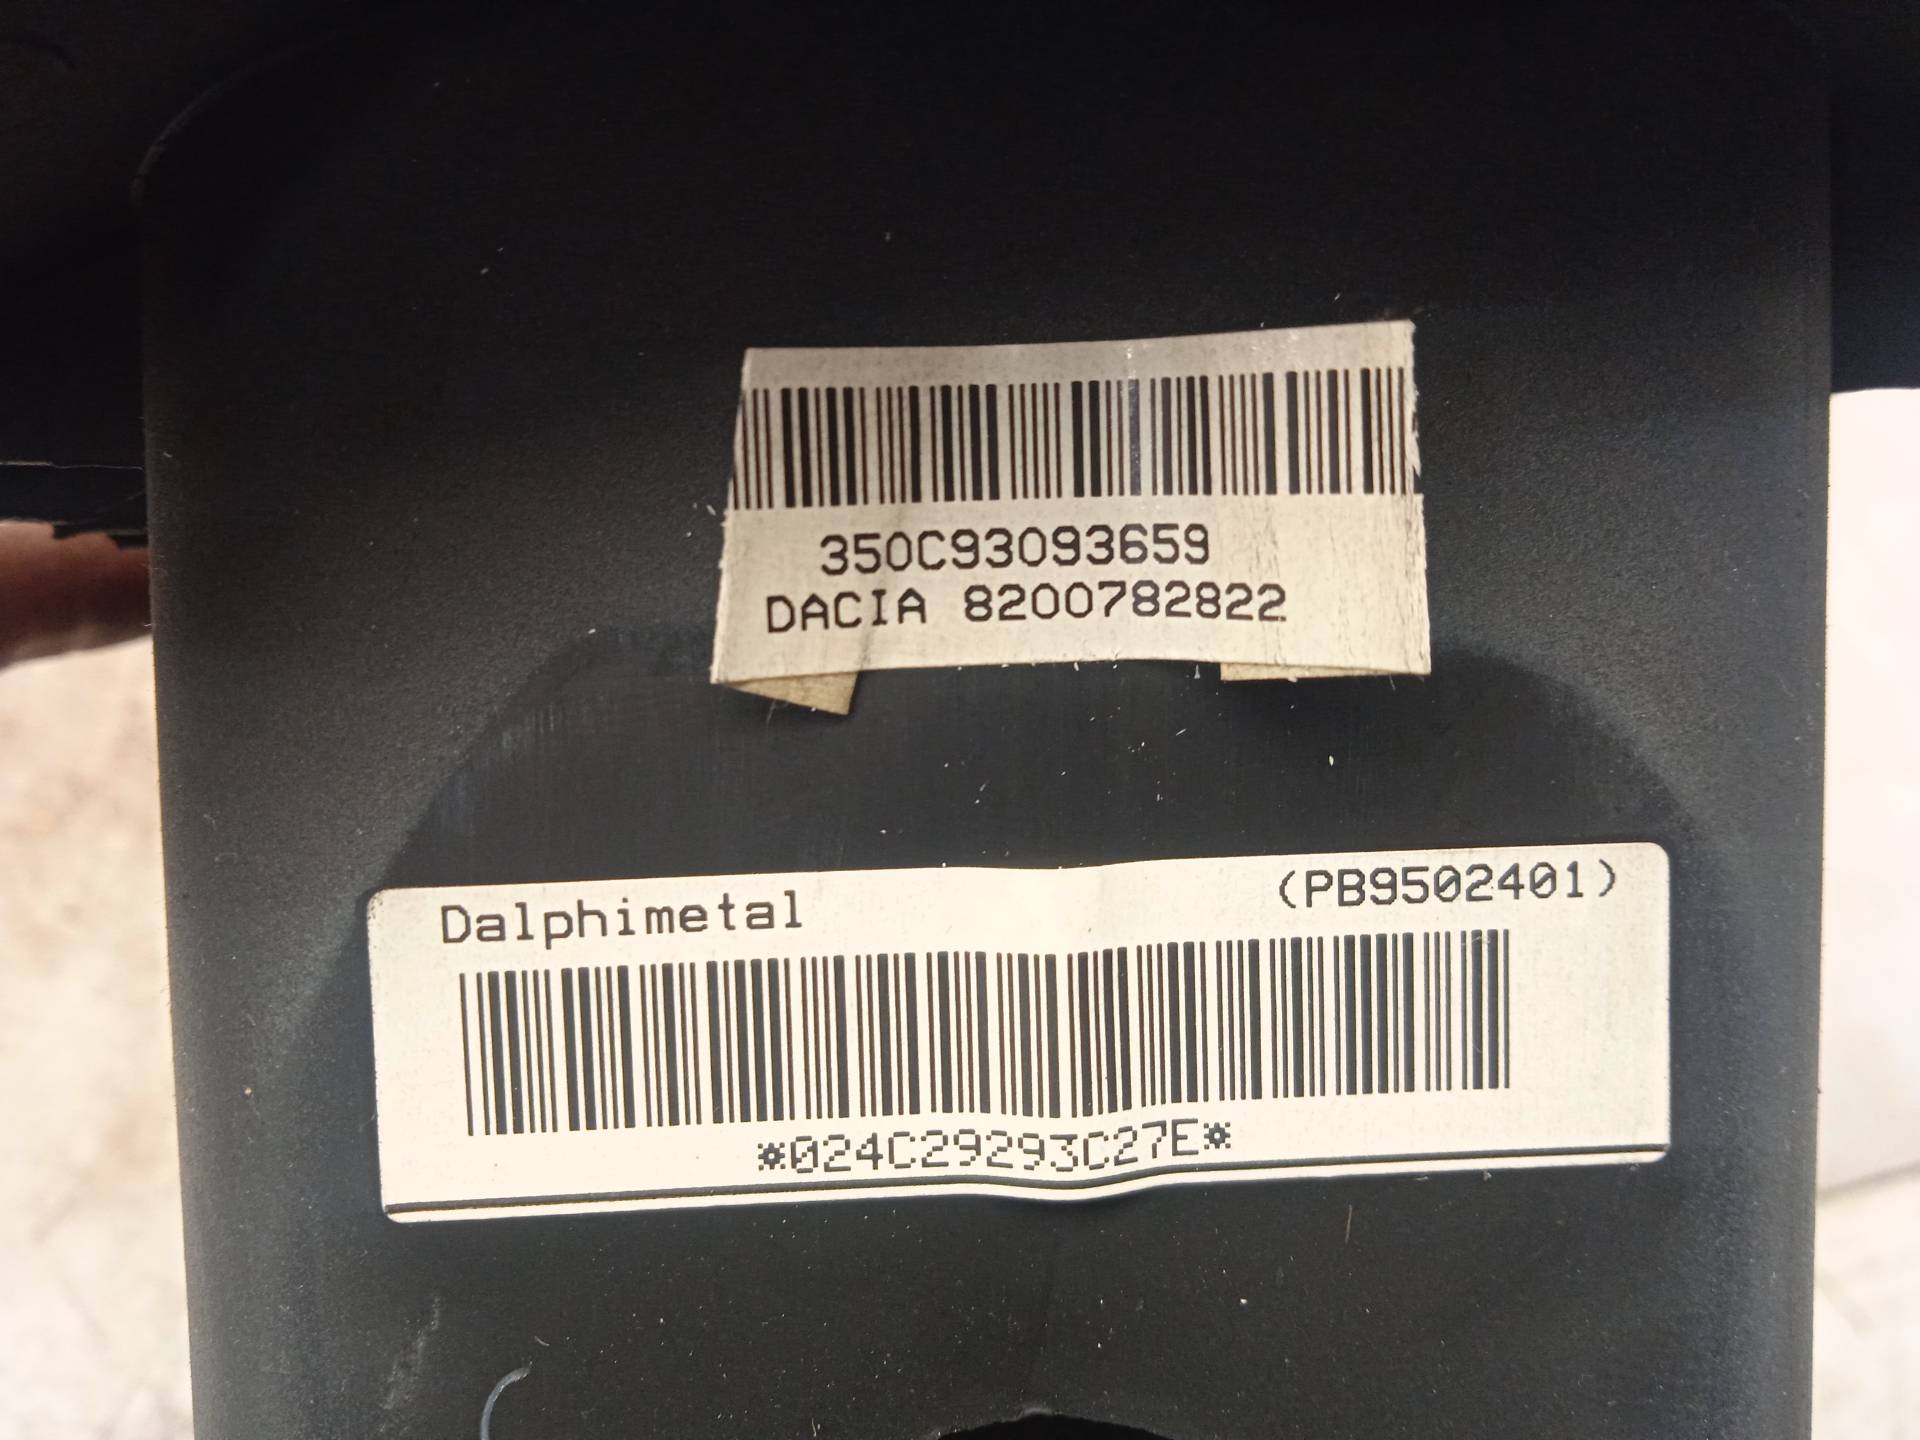 350C93093659
DACIA 8200782822
Dalphimetal (PB9502401)
*024C29293C27E*